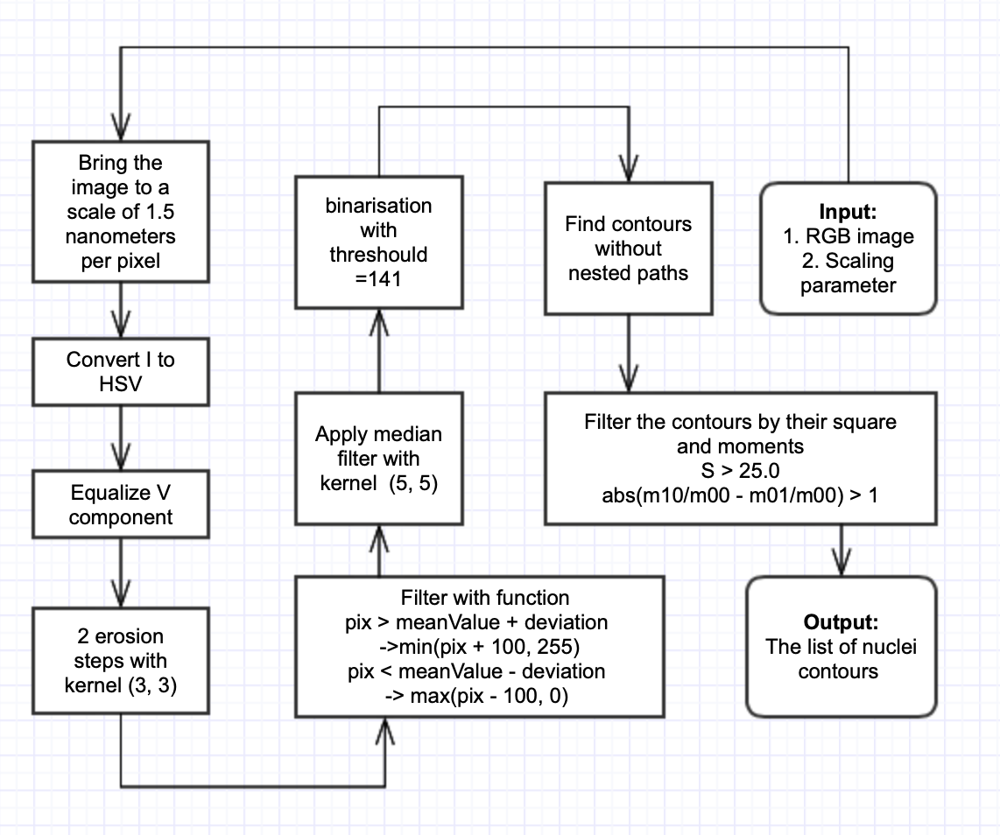 Bring the
image to a
scale of 1.5
nanometers
per pixel
Convert I to
HSV
Equalize V
component
2 erosion
steps with
kernel (3, 3)
Filter with function
pix > meanValue + deviation
->min(pix + 100, 255)
pix < meanValue - deviation
-> max(pix - 100, 0)
Apply median
filter with
kernel  (5, 5)
binarisation
with
threshould
=141
Find contours
without
nested paths
Input:
1. RGB image
2. Scaling
parameter
Filter the contours by their square
and moments
S > 25.0
abs(m10/m00 - m01/m00) > 1
Output:
The list of nuclei
contours